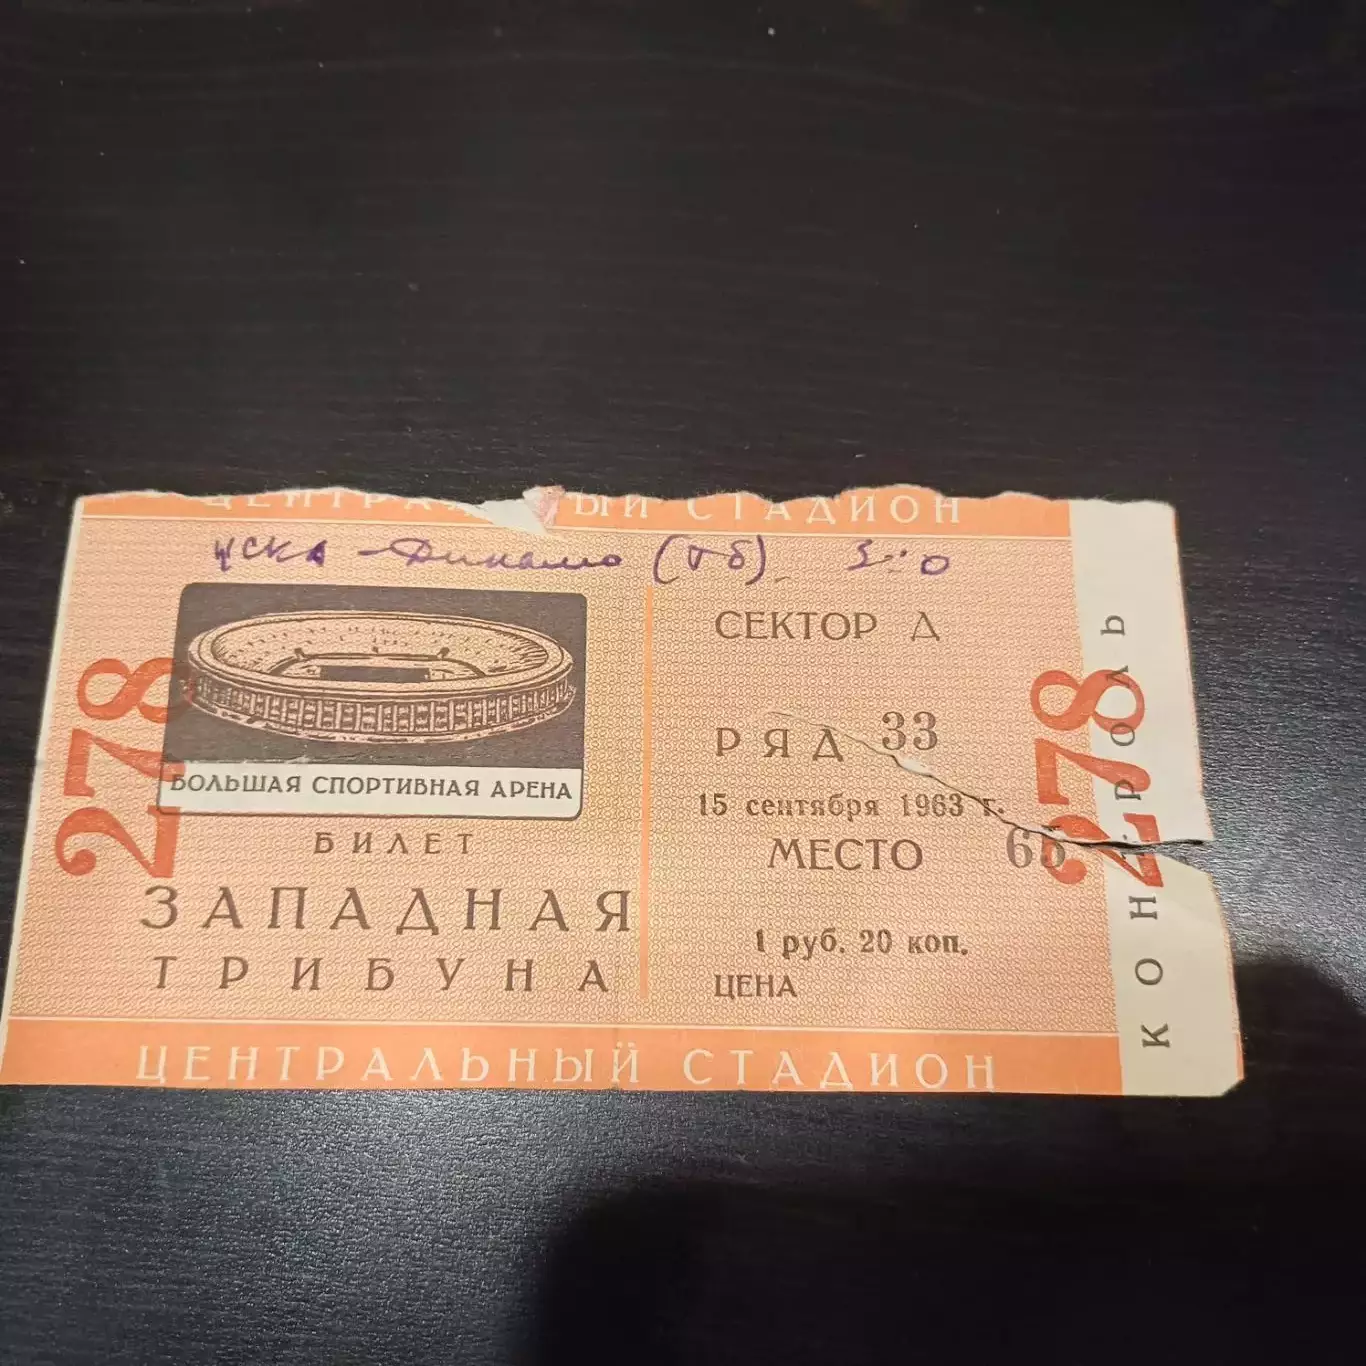 ЦЕНТРАЛЬНЫЙ СТАДИОН
ЦСКА - Динамо (Тб) 3:0
278
БОЛЬШАЯ СПОРТИВНАЯ АРЕНА
БИЛЕТ
ЗАПАДНАЯ
ТРИБУНА
СЕКТОР Д
РЯД 33
15 сентября 1963 г.
МЕСТО 65
1 руб. 20 коп.
ЦЕНА
278
КОНТРОЛЬ
ЦЕНТРАЛЬНЫЙ СТАДИОН